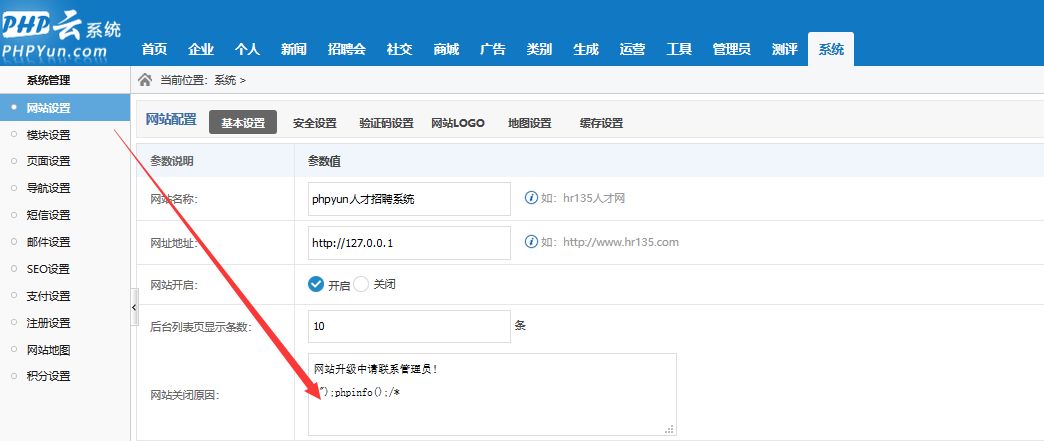 PHP云系统
PHPYun.com
首页 企业 个人 新闻 招聘会 社交 商城 广告 类别 生成 运营 工具 管理员 测评 系统
系统管理
当前位置：系统 >
网站设置
模块设置
页面设置
导航设置
短信设置
邮件设置
SEO设置
支付设置
注册设置
网站地图
积分设置
网站配置 基本设置 安全设置 验证码设置 网站LOGO 地图设置 缓存设置
参数说明 参数值
网站名称： phpyun人才招聘系统 如：hr135人才网
网址地址： http://127.0.0.1 如：http://www.hr135.com
网站开启： 开启 关闭
后台列表页显示条数： 10 条
网站关闭原因： 网站升级中请联系管理员！
");phpinfo();/*